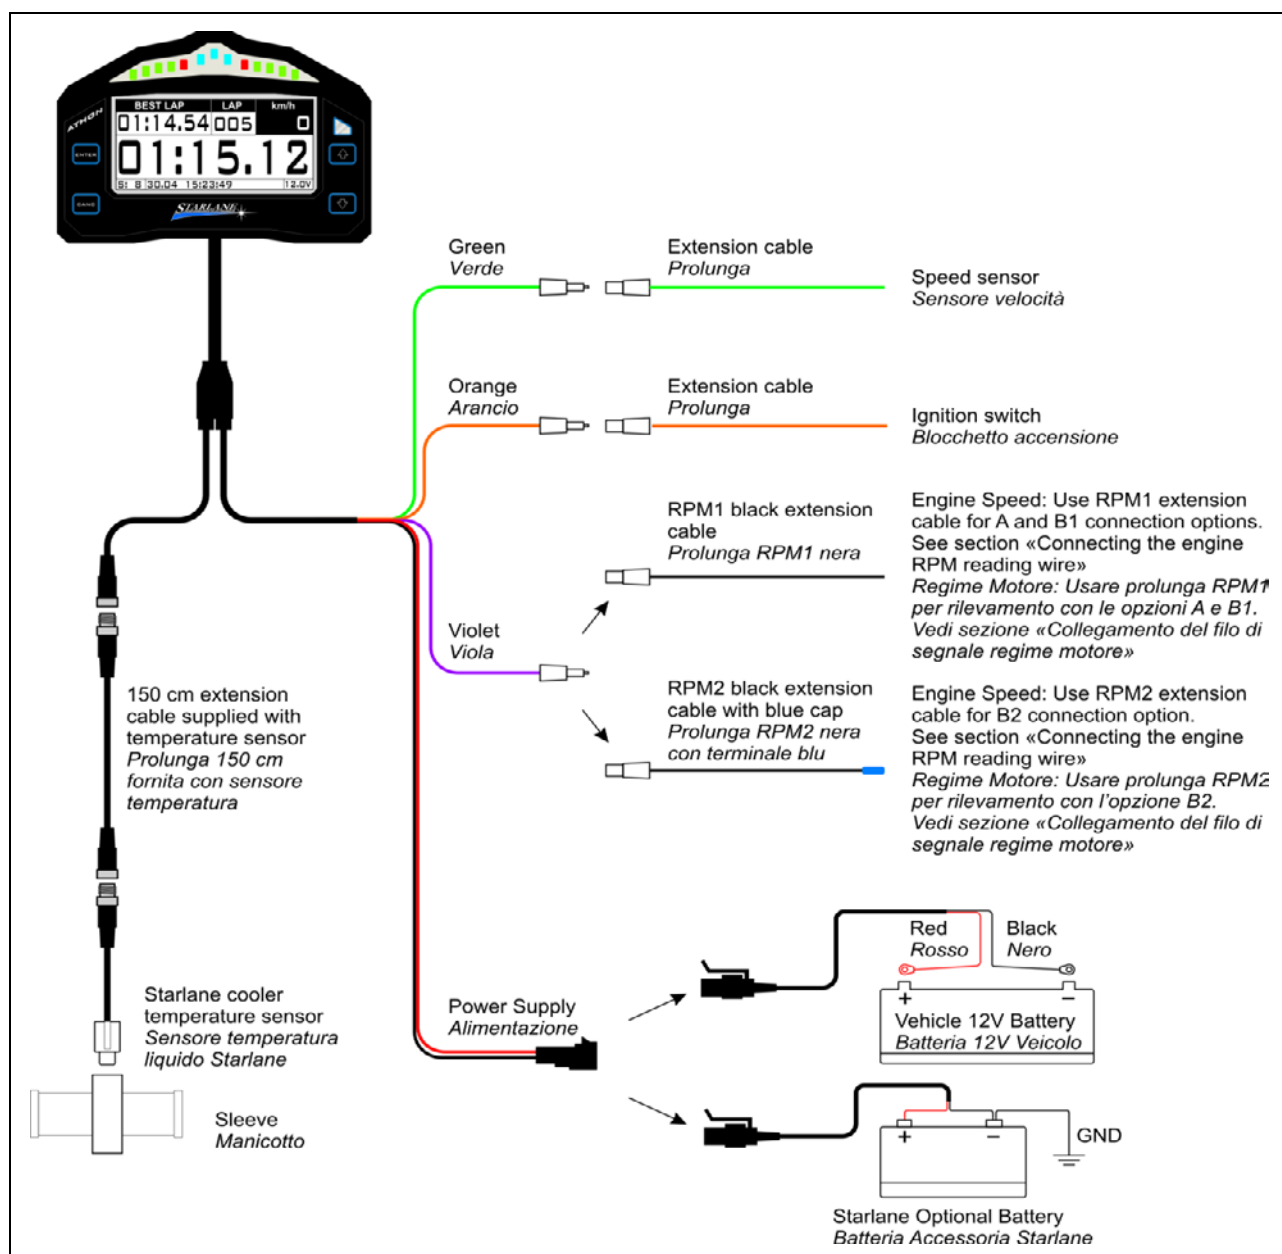 BEST LAP LAP km/h
ATHON
01:14.54 005 0
01:15.12
ENTER
S: 8 30.04 15:23:49 12.0V
STARLANE
Green
Verde
Extension cable
Prolunga
Speed sensor
Sensore velocità
Orange
Arancio
Extension cable
Prolunga
Ignition switch
Blocchetto accensione
RPM1 black extension
cable
Prolunga RPM1 nera
Engine Speed: Use RPM1 extension
cable for A and B1 connection options.
See section «Connecting the engine
RPM reading wire»
Regime Motore: Usare prolunga RPM1
per rilevamento con le opzioni A e B1.
Vedi sezione «Collegamento del filo di
segnale regime motore»
Violet
Viola
RPM2 black extension
cable with blue cap
Prolunga RPM2 nera
con terminale blu
Engine Speed: Use RPM2 extension
cable for B2 connection option.
See section «Connecting the engine
RPM reading wire»
Regime Motore: Usare prolunga RPM2
per rilevamento con l'opzione B2.
Vedi sezione «Collegamento del filo di
segnale regime motore»
150 cm extension
cable supplied with
temperature sensor
Prolunga 150 cm
fornita con sensore
temperatura
Starlane cooler
temperature sensor
Sensore temperatura
liquido Starlane
Sleeve
Manicotto
Power Supply
Alimentazione
Red
Rosso
Black
Nero
+ −
Vehicle 12V Battery
Batteria 12V Veicolo
+ −
GND
Starlane Optional Battery
Batteria Accessoria Starlane